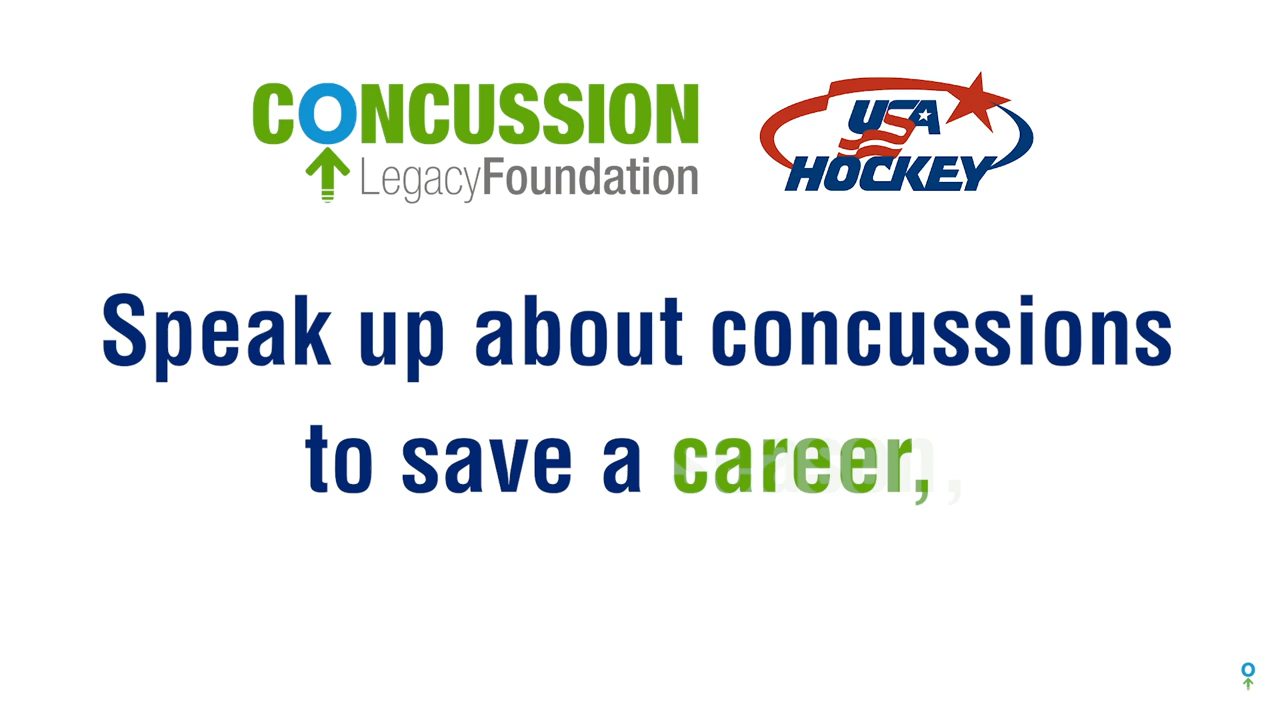 CONCUSSION
LegacyFoundation
USA
HOCKEY
Speak up about concussions
to save a career,